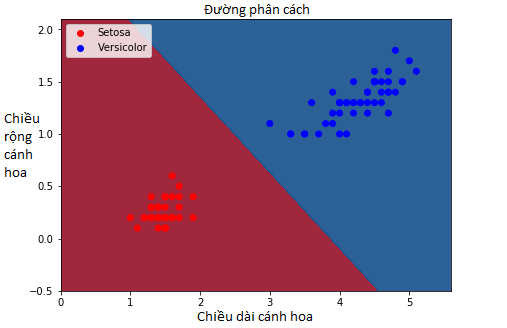 Đường phân cách
Setosa
Versicolor
Chiều
rộng
cánh
hoa
2.0
1.5
1.0
0.5
0.0
−0.5
0 1 2 3 4 5
Chiều dài cánh hoa